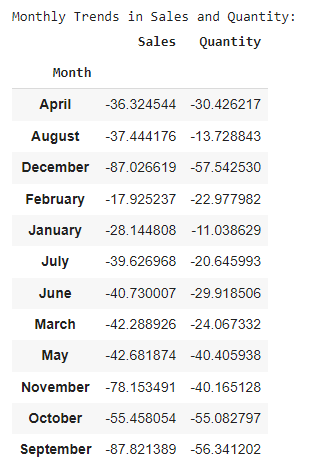 Monthly Trends in Sales and Quantity:
Sales Quantity
Month
April -36.324544 -30.426217
August -37.444176 -13.728843
December -87.026619 -57.542530
February -17.925237 -22.977982
January -28.144808 -11.038629
July -39.626968 -20.645993
June -40.730007 -29.918506
March -42.288926 -24.067332
May -42.681874 -40.405938
November -78.153491 -40.165128
October -55.458054 -55.082797
September -87.821389 -56.341202